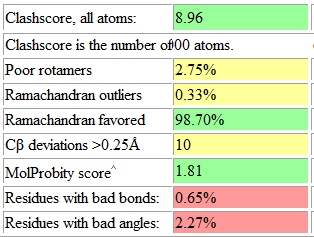 Clashscore, all atoms: 8.96
Clashscore is the number of 00 atoms.
Poor rotamers 2.75%
Ramachandran outliers 0.33%
Ramachandran favored 98.70%
Cβ deviations >0.25Å 10
MolProbity score^ 1.81
Residues with bad bonds: 0.65%
Residues with bad angles: 2.27%